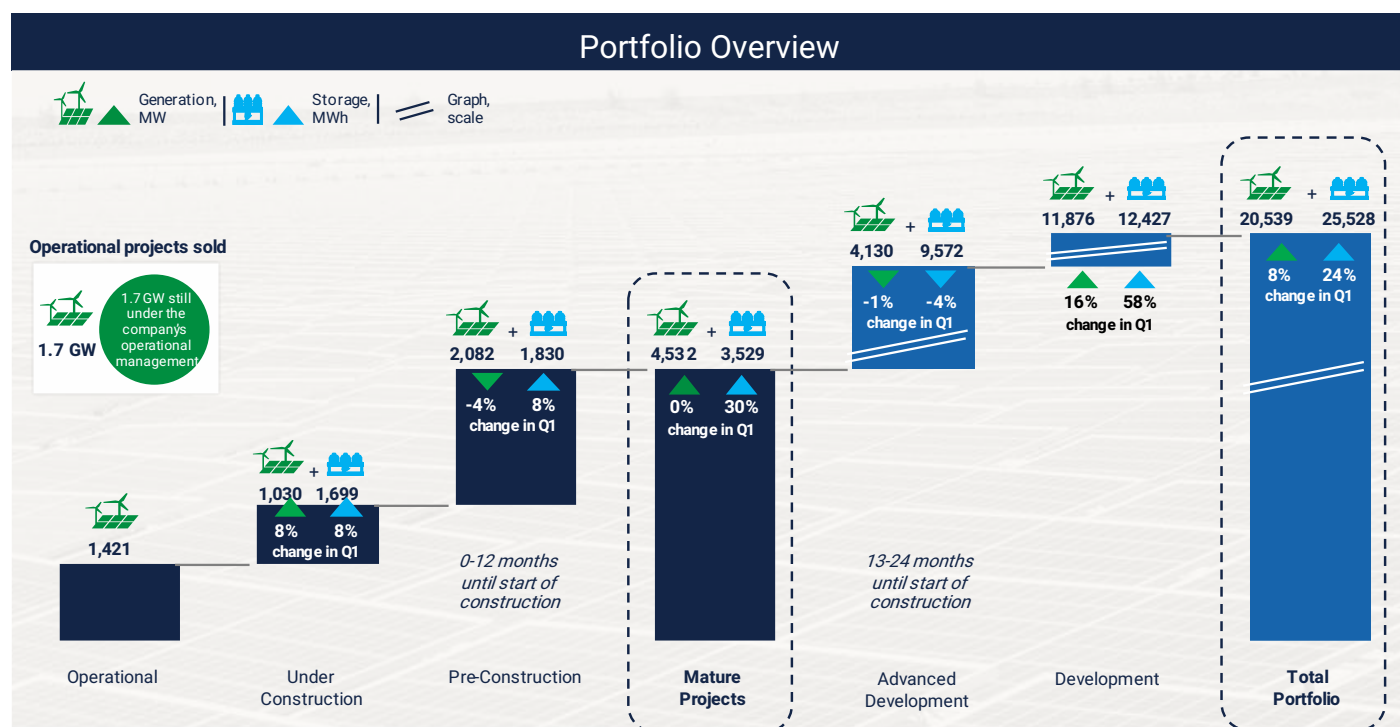 Portfolio Overview
Generation,
MW
Storage,
MWh
Graph,
scale
Operational projects sold
1.7 GW
1.7 GW still
under the
company's
operational
management
1,421
Operational
+
1,030 1,699
8% 8%
change in Q1
Under
Construction
+
2,082 1,830
-4% 8%
change in Q1
0-12 months
until start of
construction
Pre-Construction
+
4,532 3,529
0% 30%
change in Q1
Mature
Projects
+
4,130 9,572
-1% -4%
change in Q1
13-24 months
until start of
construction
Advanced
Development
+
11,876 12,427
16% 58%
change in Q1
Development
+
20,539 25,528
8% 24%
change in Q1
Total
Portfolio